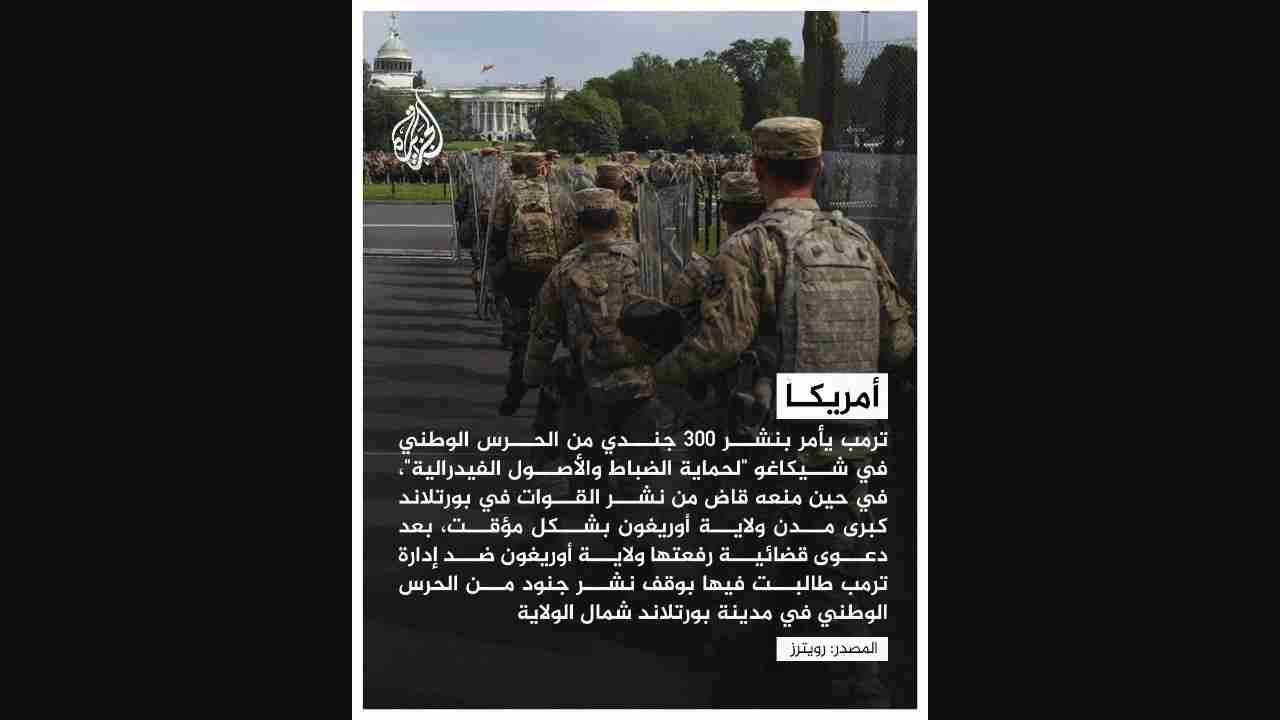 الجزيرة
أمريكا
ترمب يأمر بنشر 300 جندي من الحرس الوطني
في شيكاغو "لحماية الضباط والأصول الفيدرالية"،
في حين منعه قاض من نشر القوات في بورتلاند
كبرى مدن ولاية أوريغون بشكل مؤقت، بعد
دعوى قضائية رفعتها ولاية أوريغون ضد إدارة
ترمب طالبت فيها بوقف نشر جنود من الحرس
الوطني في مدينة بورتلاند شمال الولاية
المصدر: رويترز